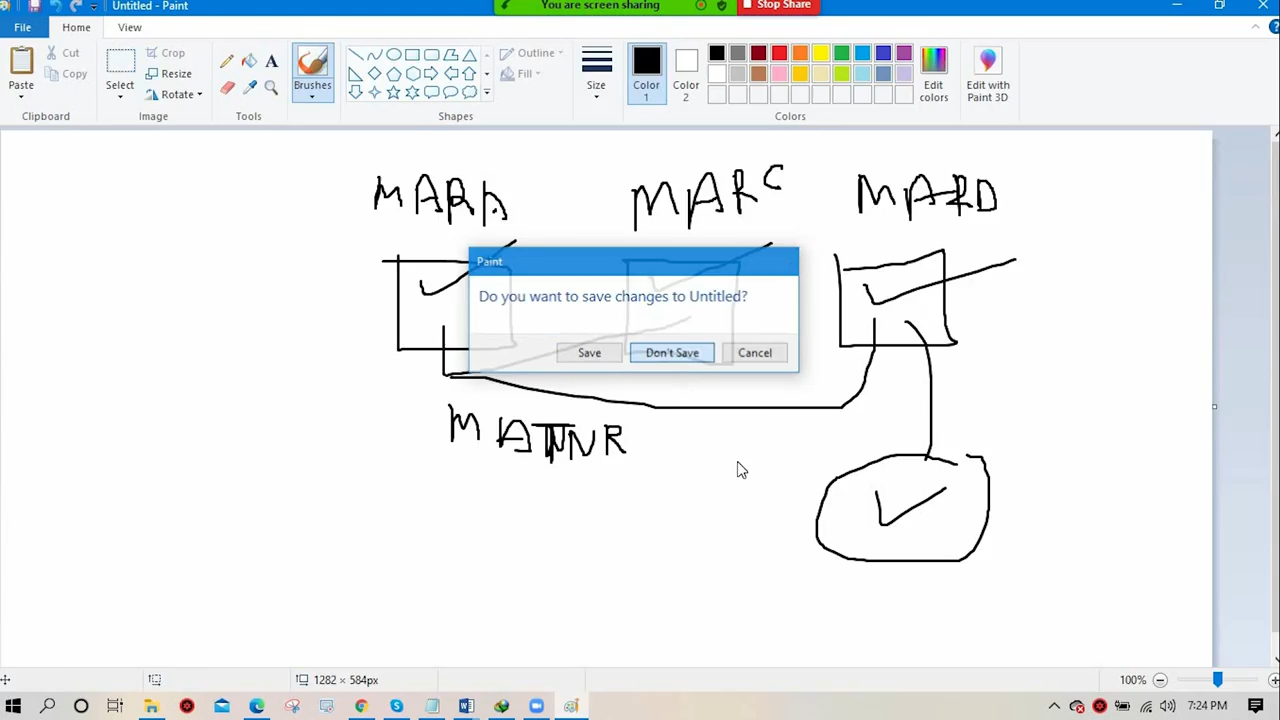 Untitled - Paint
You are screen sharing
Stop Share
File
Home
View
Paste
Cut
Copy
Clipboard
Select
Crop
Resize
Rotate
Image
Tools
Brushes
Shapes
Outline
Fill
Size
Color 1
Color 2
Edit colors
Colors
Edit with Paint 3D
MARA
MARC
MARD
Paint
Do you want to save changes to Untitled?
Save
Don't Save
Cancel
MATNR
1282 × 584px
100%
7:24 PM